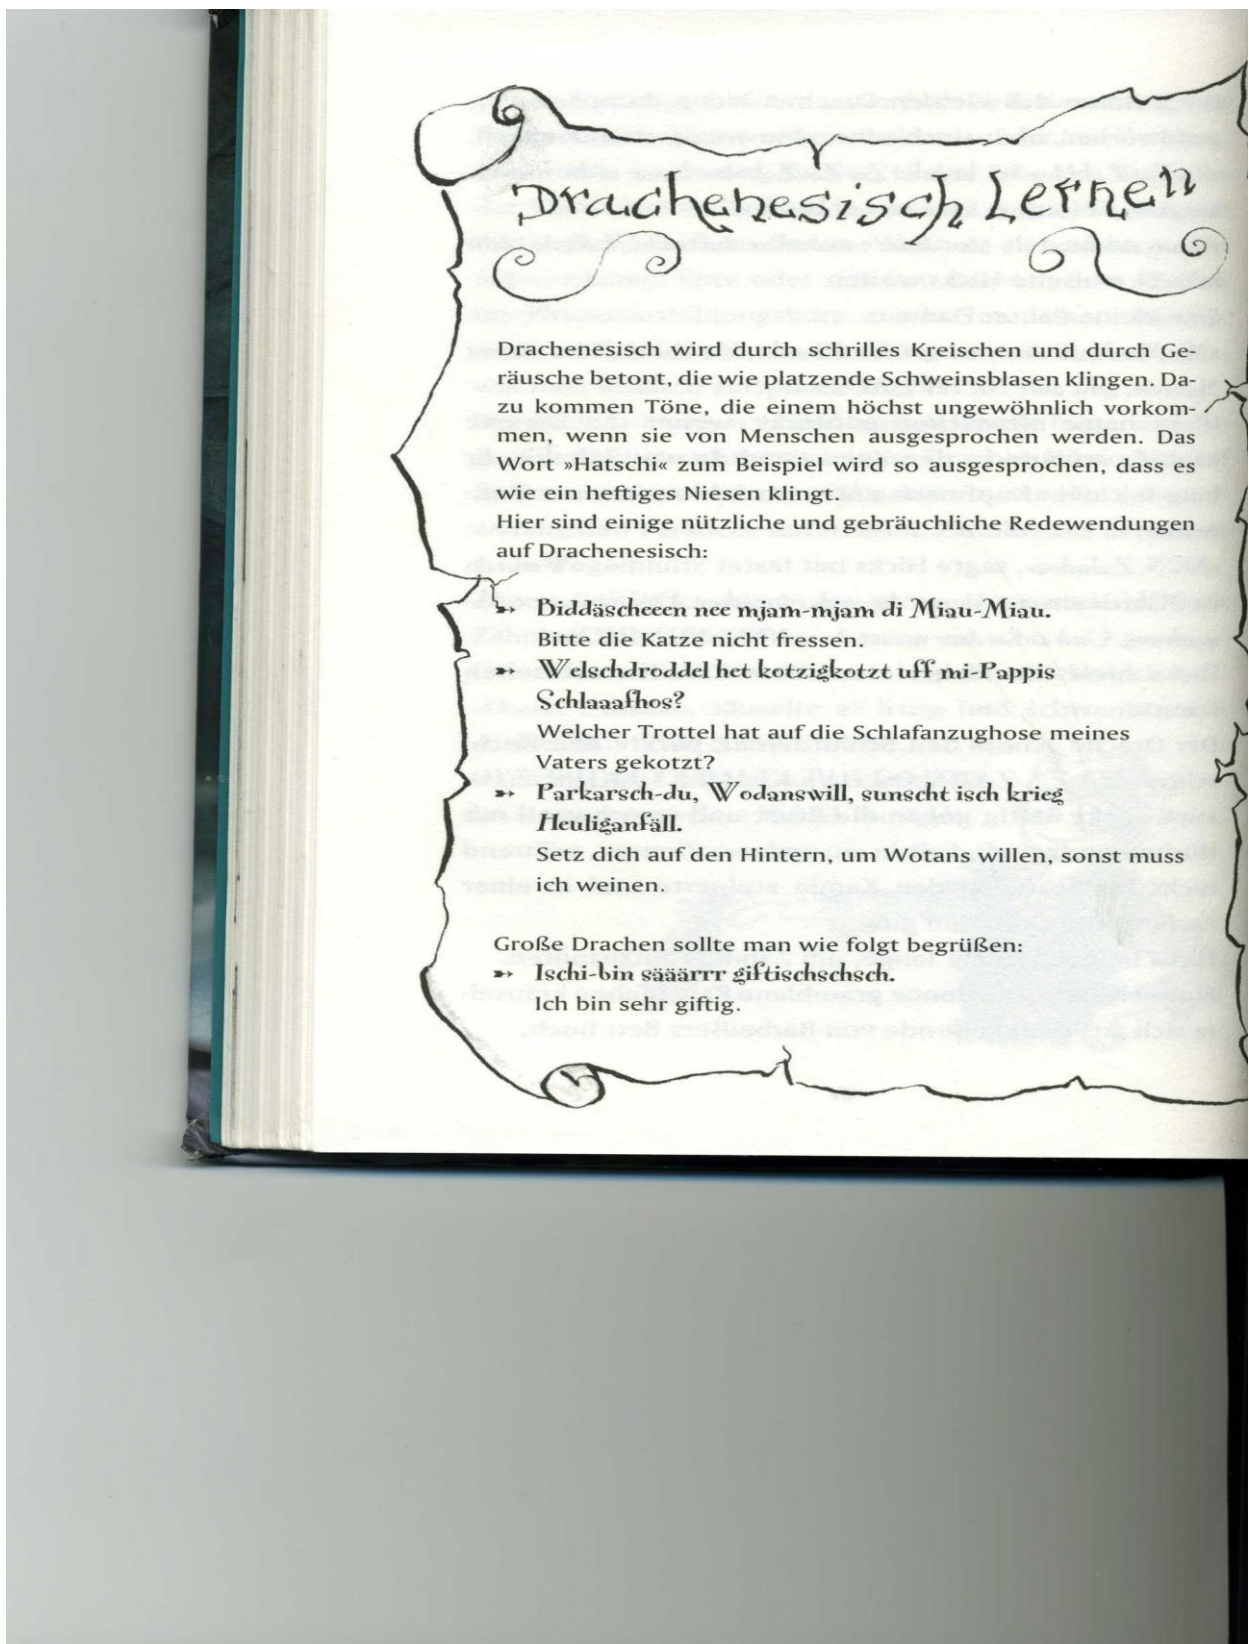 Drachenesisch Lernen
Drachenesisch wird durch schrilles Kreischen und durch Ge-
räusche betont, die wie platzende Schweinsblasen klingen. Da-
zu kommen Töne, die einem höchst ungewöhnlich vorkom-
men, wenn sie von Menschen ausgesprochen werden. Das
Wort »Hatschi« zum Beispiel wird so ausgesprochen, dass es
wie ein heftiges Niesen klingt.
Hier sind einige nützliche und gebräuchliche Redewendungen
auf Drachenesisch:
➳ Biddäscheeen nee mjam-mjam di Miau-Miau.
Bitte die Katze nicht fressen.
➳ Welschdroddel het kotzigkotzt uff mi-Pappis
Schlaaafhos?
Welcher Trottel hat auf die Schlafanzughose meines
Vaters gekotzt?
➳ Parkarsch-du, Wodanswill, sunscht isch krieg
Heuliganfäll.
Setz dich auf den Hintern, um Wotans willen, sonst muss
ich weinen.
Große Drachen sollte man wie folgt begrüßen:
➳ Ischi-bin sääärrr giftischschsch.
Ich bin sehr giftig.